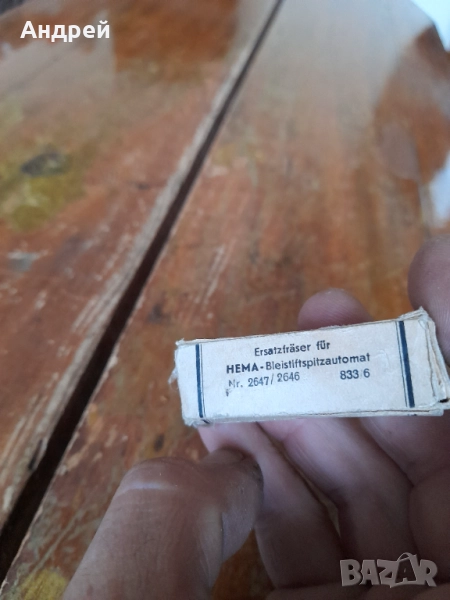 Андрей
Ersatzfräser für
HEMA-Bleistiftspitzautomat
Nr. 2647/2646 833/6
BAZAR